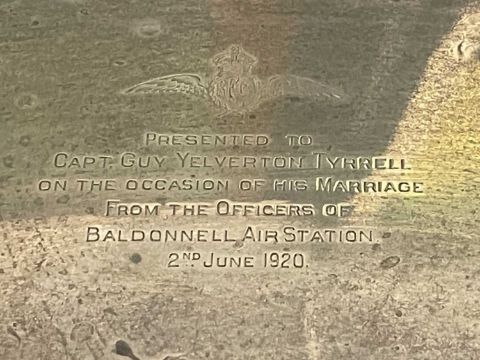 RFC
PRESENTED TO
CAPT. GUY YELVERTON TYRRELL
ON THE OCCASION OF HIS MARRIAGE
FROM THE OFFICERS OF
BALDONNELL AIR STATION.
2ND JUNE 1920.